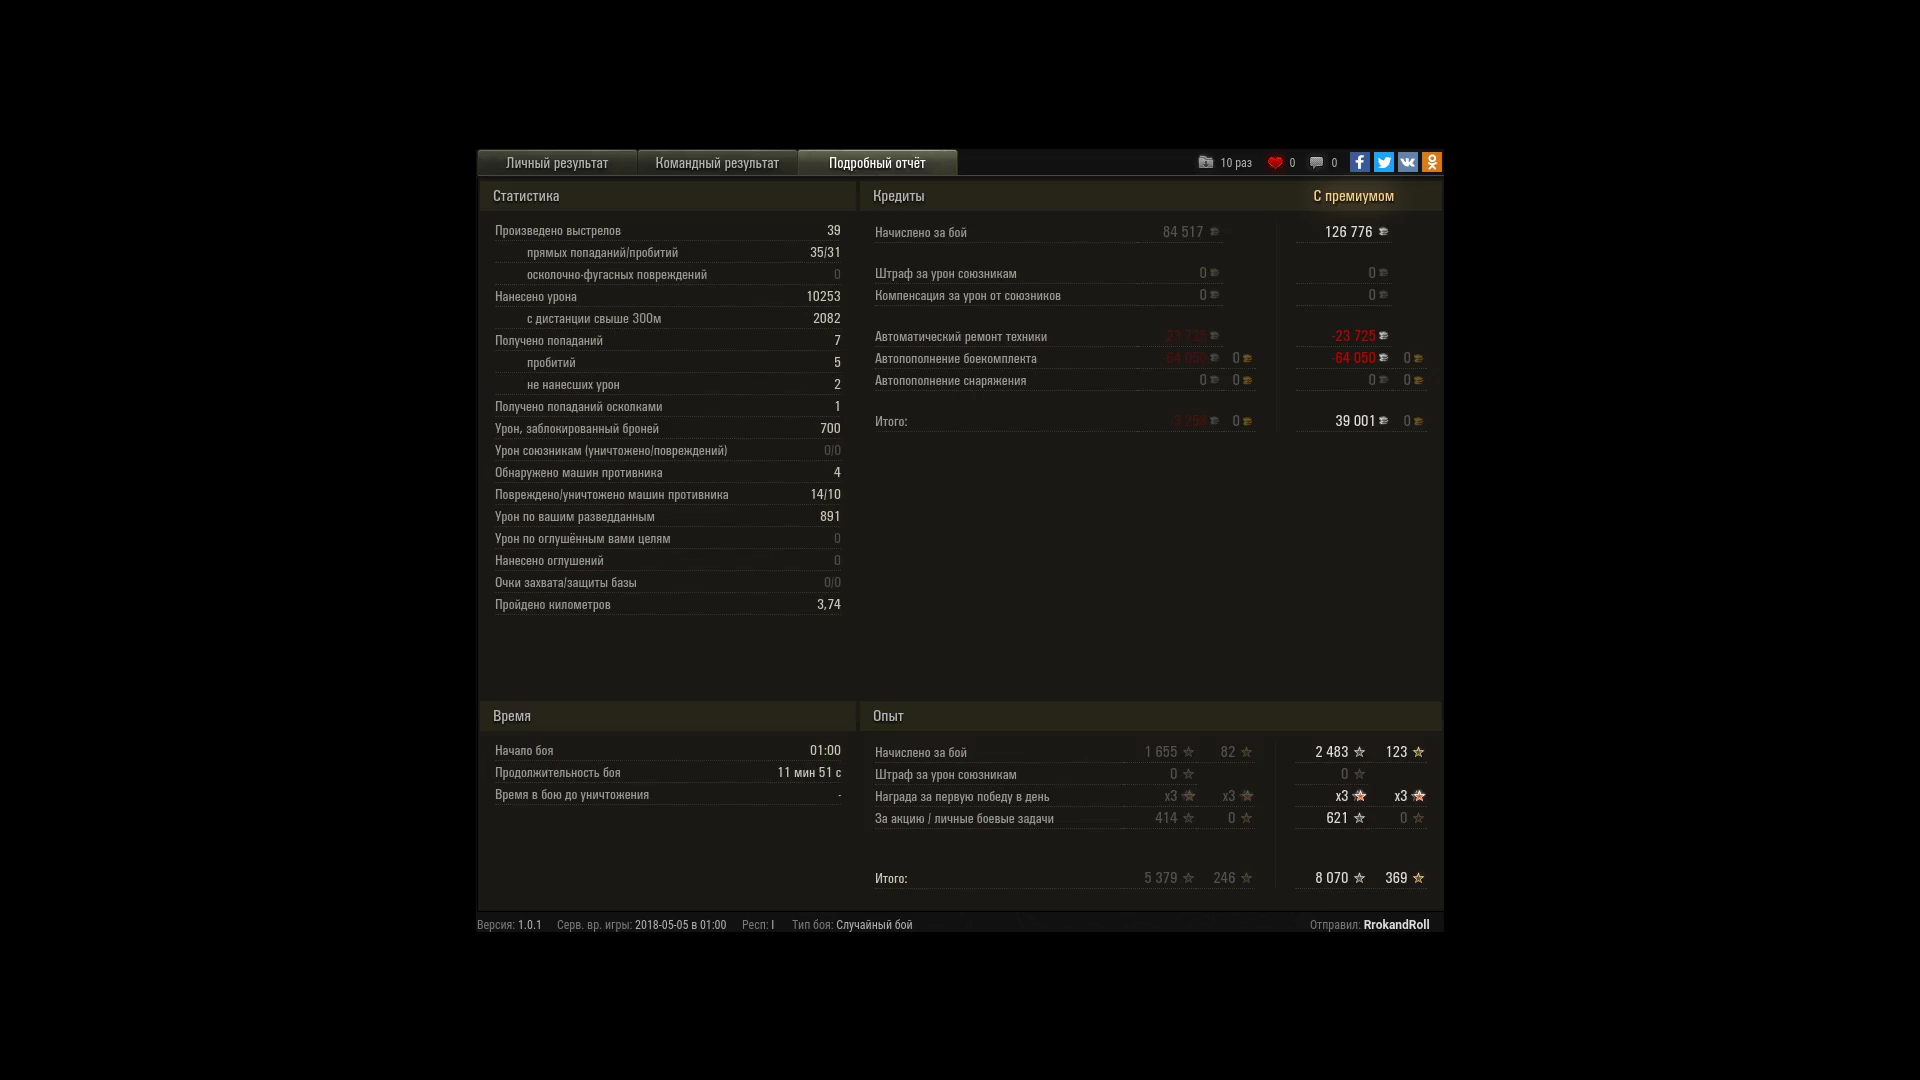 Личный результат Командный результат Подробный отчёт 10 раз 0 0
Статистика
Произведено выстрелов 39
прямых попаданий/пробитий 35/31
осколочно-фугасных повреждений 0
Нанесено урона 10253
с дистанции свыше 300м 2082
Получено попаданий 7
пробитий 5
не нанесших урон 2
Получено попаданий осколками 1
Урон, заблокированный броней 700
Урон союзникам (уничтожено/повреждений) 0/0
Обнаружено машин противника 4
Повреждено/уничтожено машин противника 14/10
Урон по вашим разведданным 891
Урон по оглушённым вами целям 0
Нанесено оглушений 0
Очки захвата/защиты базы 0/0
Пройдено километров 3,74
Кредиты С премиумом
Начислено за бой 84 517 126 776
Штраф за урон союзникам 0 0
Компенсация за урон от союзников 0 0
Автоматический ремонт техники -23 725 -23 725
Автопополнение боекомплекта -64 050 0 -64 050 0
Автопополнение снаряжения 0 0 0 0
Итого: -3 258 0 39 001 0
Время
Начало боя 01:00
Продолжительность боя 11 мин 51 с
Время в бою до уничтожения -
Опыт
Начислено за бой 1 655 82 2 483 123
Штраф за урон союзникам 0 0
Награда за первую победу в день x3 x3 x3 x3
За акцию / личные боевые задачи 414 0 621 0
Итого: 5 379 246 8 070 369
Версия: 1.0.1 Серв. вр. игры: 2018-05-05 в 01:00 Респ: I Тип боя: Случайный бой Отправил: RrokandRoll